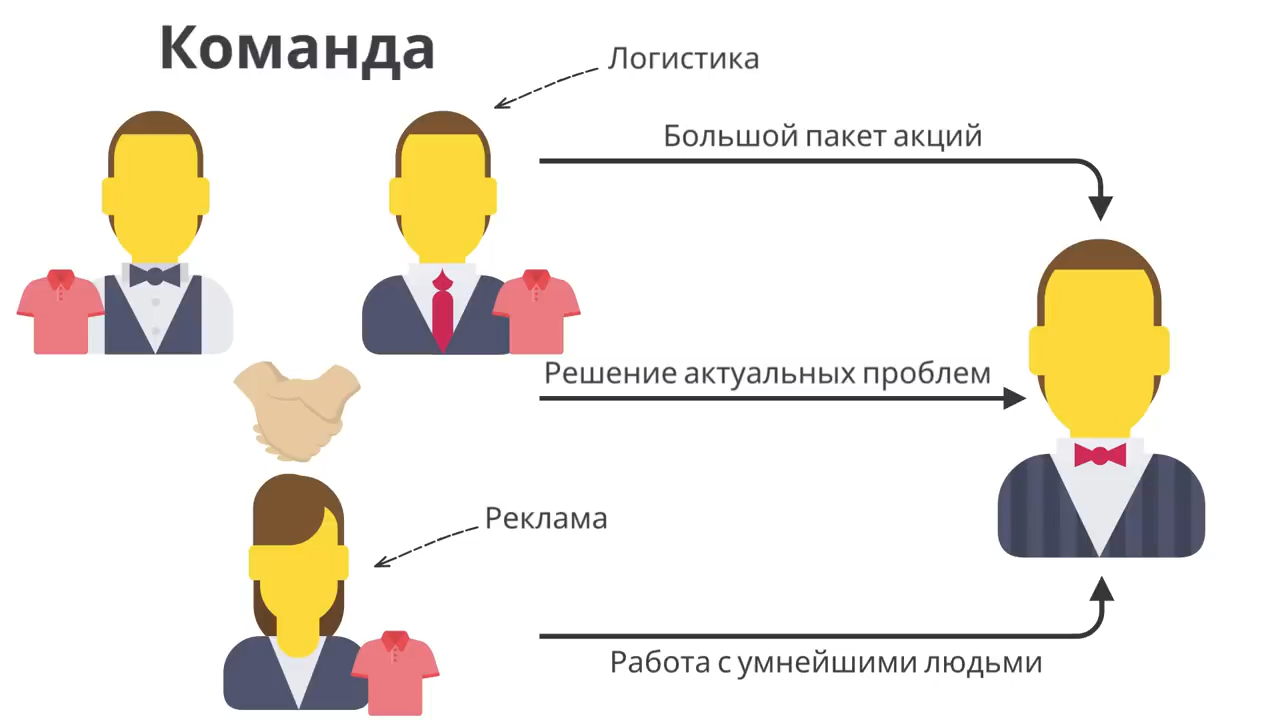 Команда
Логистика
Большой пакет акций
Решение актуальных проблем
Реклама
Работа с умнейшими людьми